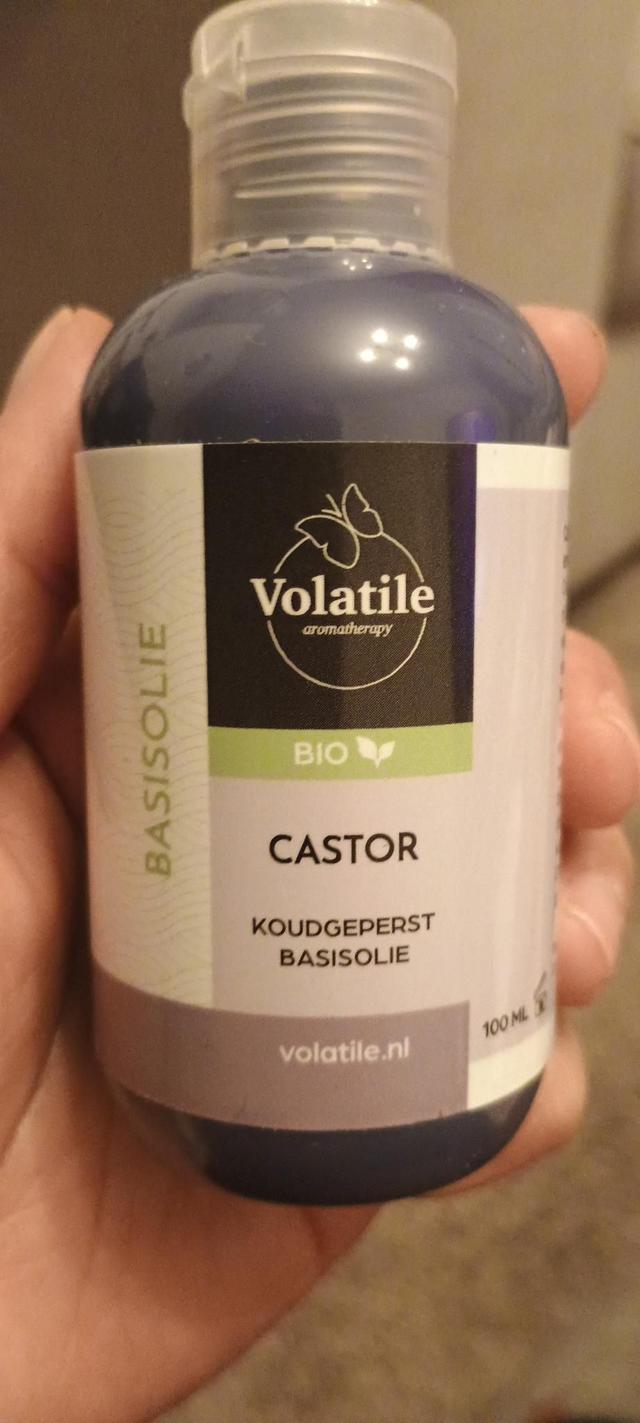 Volatile
aromatherapy
BIO
CASTOR
KOUDGEPERST
BASISOLIE
volatile.nl
BASISOLIE
100 ML